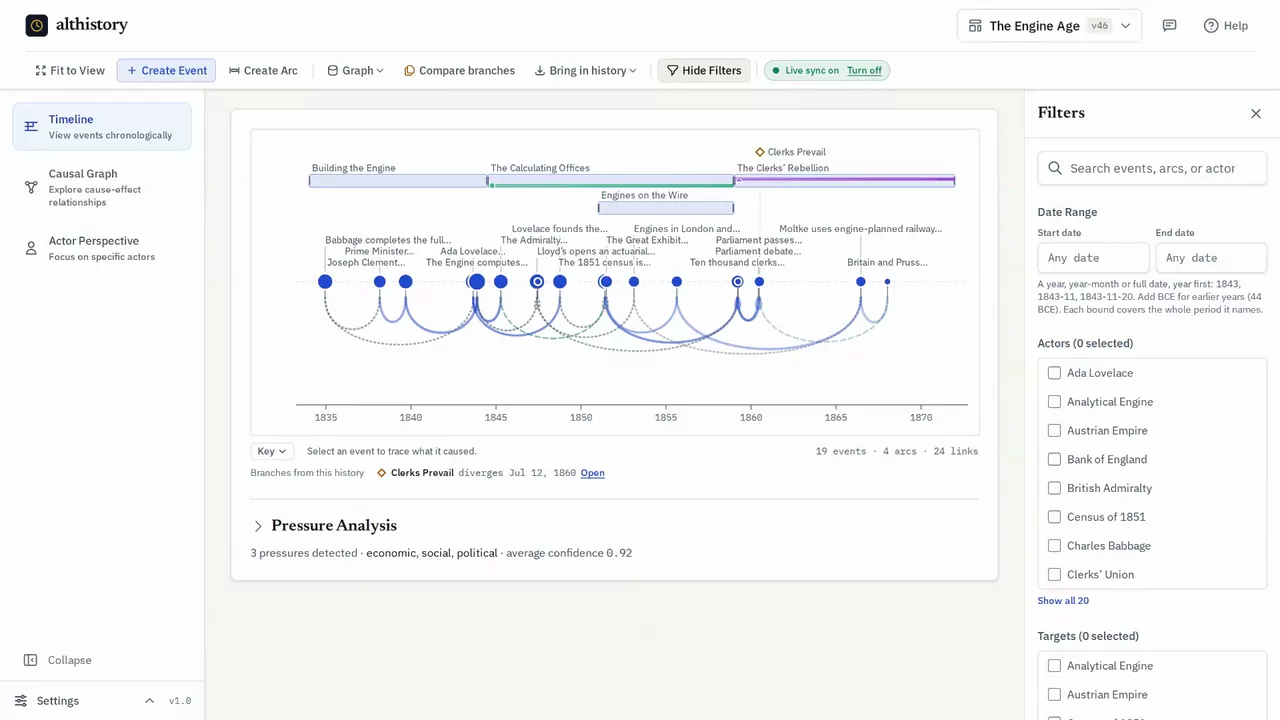 althistory
The Engine Age v46
Help
Fit to View
+ Create Event
Create Arc
Graph
Compare branches
Bring in history
Hide Filters
Live sync on Turn off
Timeline
View events chronologically
Causal Graph
Explore cause-effect
relationships
Actor Perspective
Focus on specific actors
Collapse
Settings
v1.0
Clerks Prevail
Building the Engine
The Calculating Offices
The Clerks’ Rebellion
Engines on the Wire
Lovelace founds the...
Engines in London and...
Moltke uses engine-planned railway...
Babbage completes the full...
The Admiralty...
The Great Exhibit...
Parliament passes...
Prime Minister...
Ada Lovelace...
Lloyd’s opens an actuarial...
Parliament debate...
Joseph Clement...
The Engine computes...
The 1851 census is...
Ten thousand clerks...
Britain and Pruss...
1835
1840
1845
1850
1855
1860
1865
1870
Key
Select an event to trace what it caused.
19 events · 4 arcs · 24 links
Branches from this history
Clerks Prevail diverges Jul 12, 1860 Open
Pressure Analysis
3 pressures detected · economic, social, political · average confidence 0.92
Filters
Search events, arcs, or actor
Date Range
Start date
End date
Any date
Any date
A year, year-month or full date, year first: 1843,
1843-11, 1843-11-20. Add BCE for earlier years (44
BCE). Each bound covers the whole period it names.
Actors (0 selected)
Ada Lovelace
Analytical Engine
Austrian Empire
Bank of England
British Admiralty
Census of 1851
Charles Babbage
Clerks’ Union
Show all 20
Targets (0 selected)
Analytical Engine
Austrian Empire